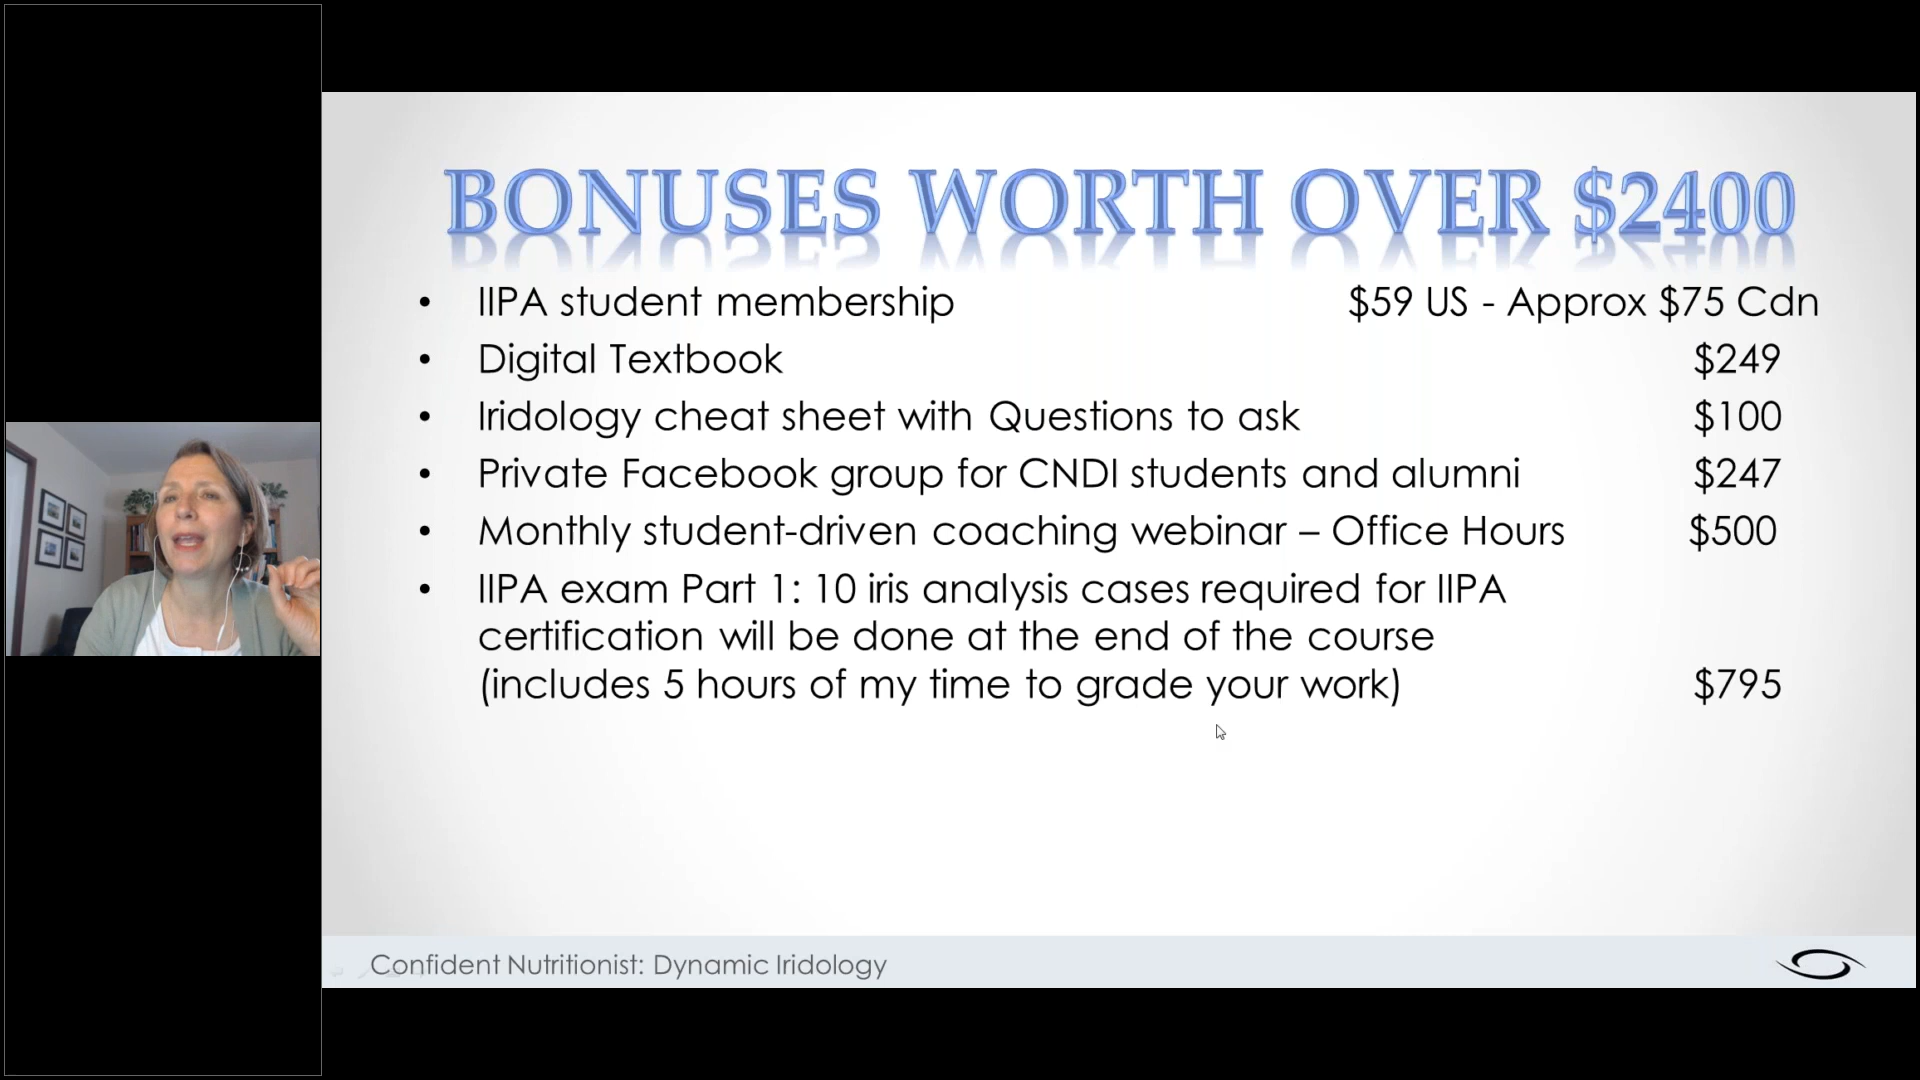 BONUSES WORTH OVER $2400
• IIPA student membership $59 US - Approx $75 Cdn
• Digital Textbook $249
• Iridology cheat sheet with Questions to ask $100
• Private Facebook group for CNDI students and alumni $247
• Monthly student-driven coaching webinar – Office Hours $500
• IIPA exam Part 1: 10 iris analysis cases required for IIPA
certification will be done at the end of the course
(includes 5 hours of my time to grade your work) $795
Confident Nutritionist: Dynamic Iridology